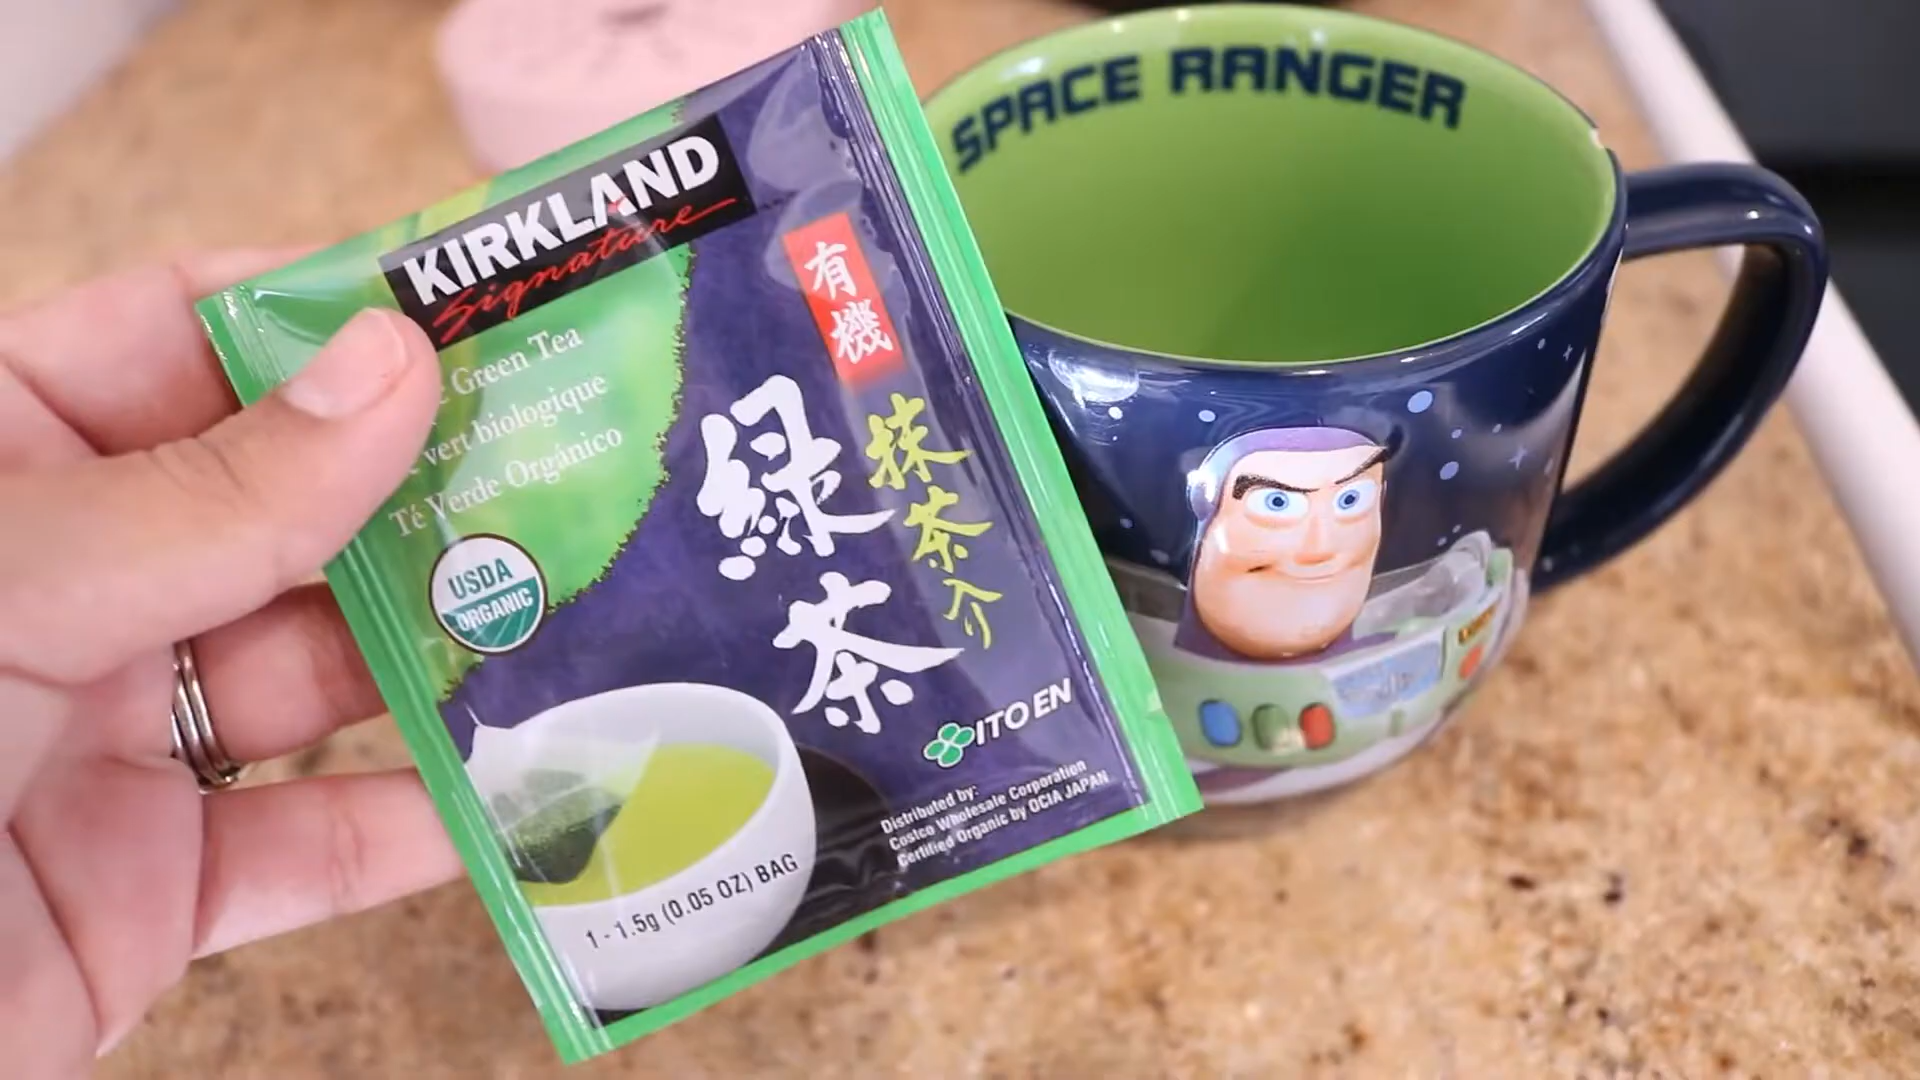 KIRKLAND
Signature
Green Tea
vert biologique
Té Verde Orgánico
USDA
ORGANIC
有機
抹茶入り
緑茶
ITO EN
Distributed by:
Costco Wholesale Corporation
Certified Organic by OCIA JAPAN
1 - 1.5g (0.05 OZ) BAG
SPACE RANGER